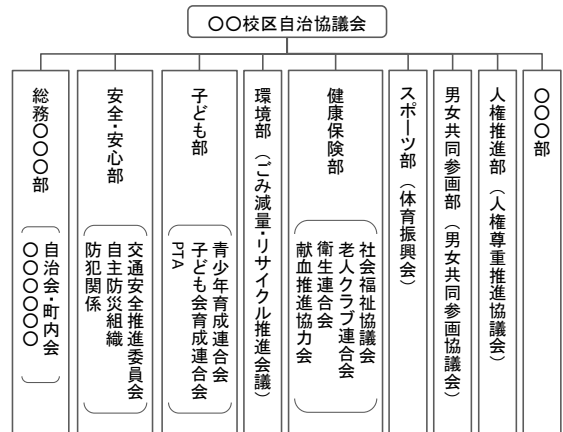 〇〇校区自治協議会
総務〇〇〇部
自治会・町内会
〇〇〇〇〇〇
安全・安心部
交通安全推進委員会
自主防災組織
防犯関係
子ども部
青少年育成連合会
子ども会育成連合会
PTA
環境部（ごみ減量・リサイクル推進会議）
健康保険部
社会福祉協議会
老人クラブ連合会
衛生連合会
献血推進協力会
スポーツ部（体育振興会）
男女共同参画部（男女共同参画協議会）
人権推進部（人権尊重推進協議会）
〇〇〇部